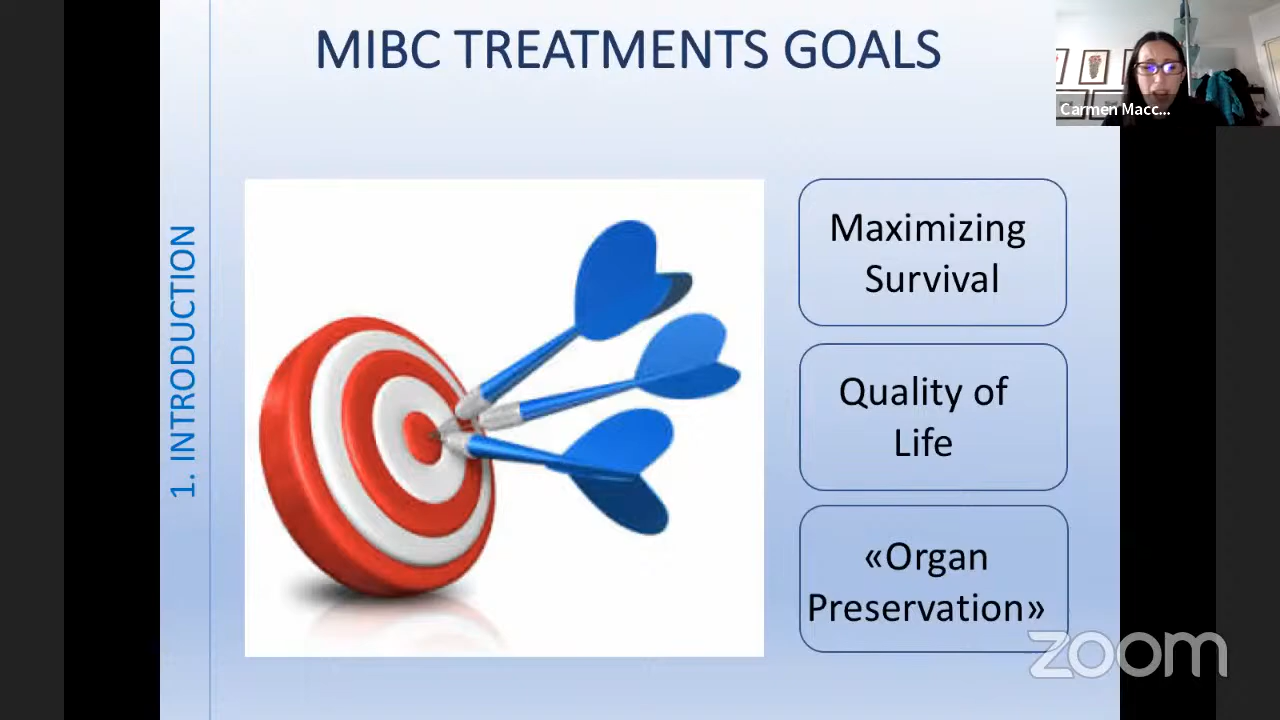 MIBC TREATMENTS GOALS
Carmen Macc...
1. INTRODUCTION
Maximizing
Survival
Quality of
Life
«Organ
Preservation»
zoom